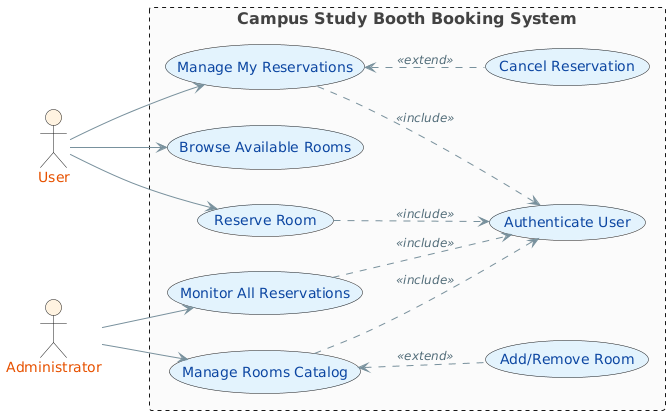 Campus Study Booth Booking System
Manage My Reservations
«extend»
Cancel Reservation
«include»
User
Browse Available Rooms
Reserve Room
«include»
Authenticate User
«include»
Monitor All Reservations
«include»
Administrator
Manage Rooms Catalog
«extend»
Add/Remove Room